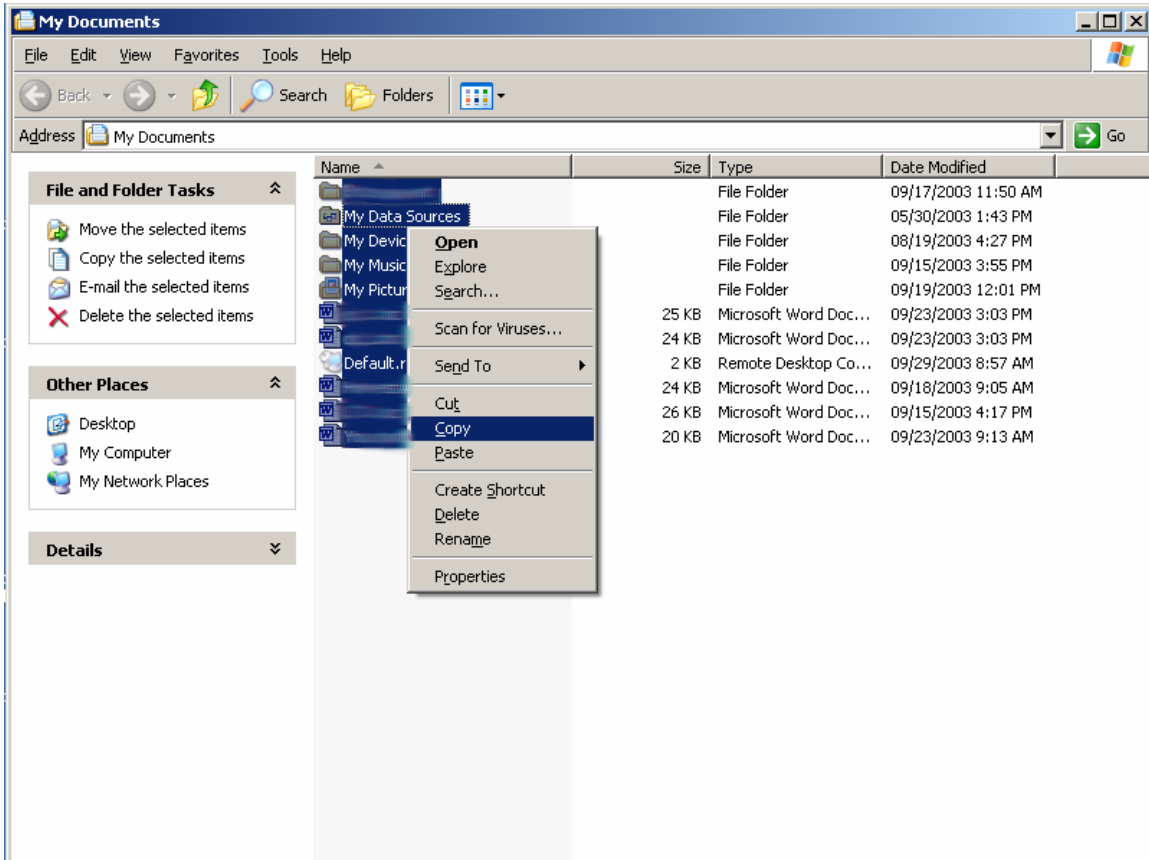 My Documents
File Edit View Favorites Tools Help
Back Search Folders
Address My Documents Go
Name Size Type Date Modified
File and Folder Tasks
Move the selected items
Copy the selected items
E-mail the selected items
Delete the selected items
Other Places
Desktop
My Computer
My Network Places
Details
File Folder 09/17/2003 11:50 AM
My Data Sources File Folder 05/30/2003 1:43 PM
My Devic File Folder 08/19/2003 4:27 PM
My Music File Folder 09/15/2003 3:55 PM
My Pictur File Folder 09/19/2003 12:01 PM
25 KB Microsoft Word Doc... 09/23/2003 3:03 PM
24 KB Microsoft Word Doc... 09/23/2003 3:03 PM
Default.r 2 KB Remote Desktop Co... 09/29/2003 8:57 AM
24 KB Microsoft Word Doc... 09/18/2003 9:05 AM
26 KB Microsoft Word Doc... 09/15/2003 4:17 PM
20 KB Microsoft Word Doc... 09/23/2003 9:13 AM
Open
Explore
Search...
Scan for Viruses...
Send To
Cut
Copy
Paste
Create Shortcut
Delete
Rename
Properties